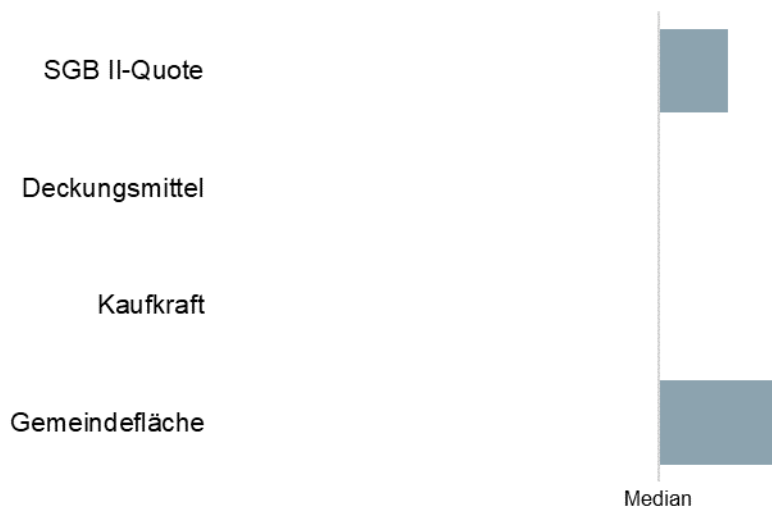 SGB II-Quote
Deckungsmittel
Kaufkraft
Gemeindefläche
Median